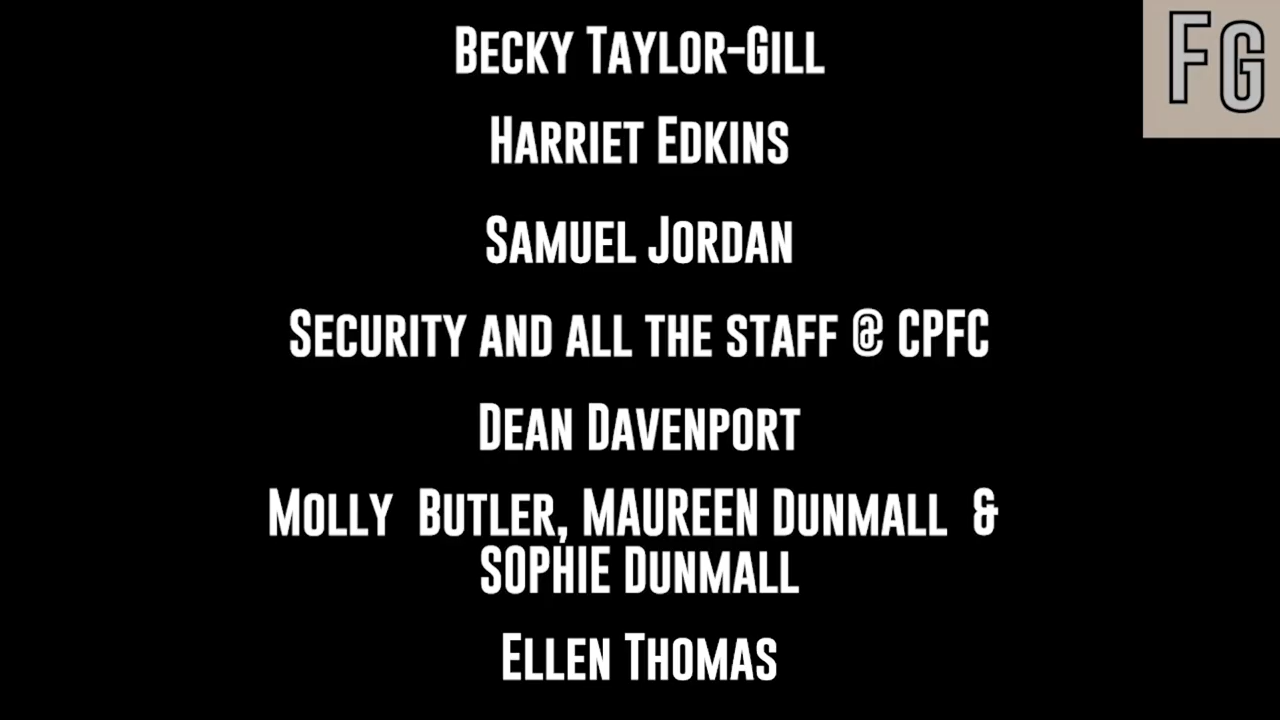 Becky Taylor-Gill
FG
Harriet Edkins
Samuel Jordan
Security and all the staff @ CPFC
Dean Davenport
Molly Butler, MAUREEN Dunmall &
SOPHIE Dunmall
Ellen Thomas